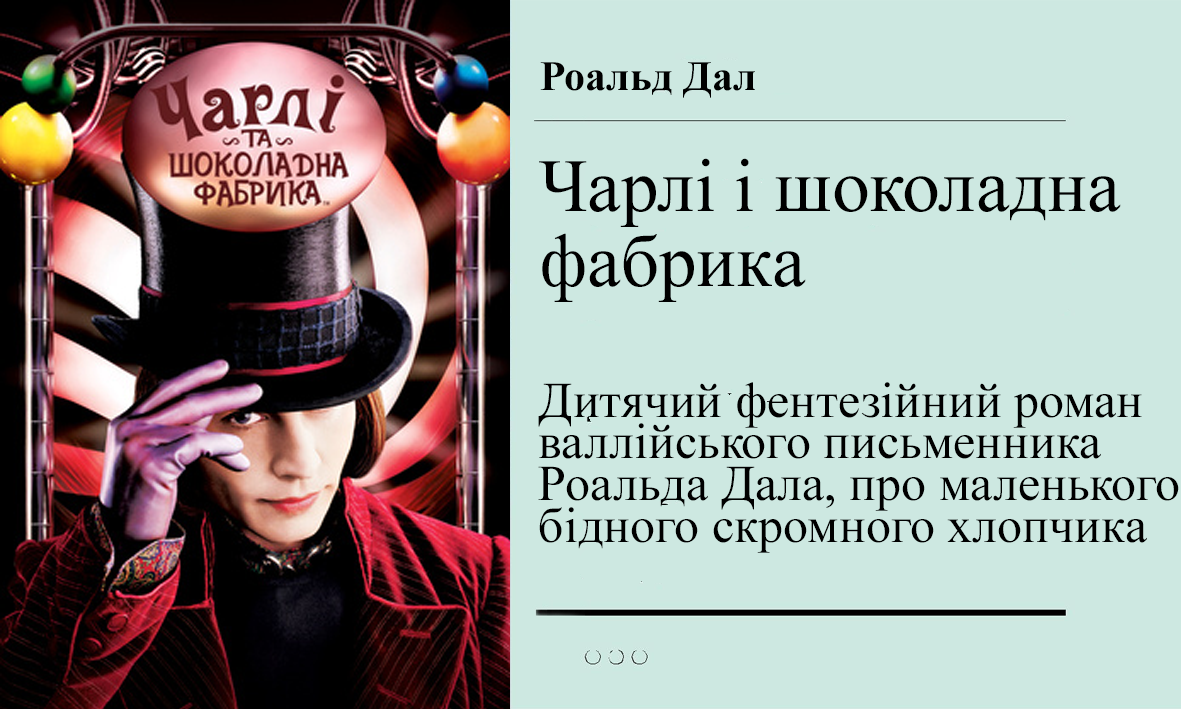 Чарлі
ТА
ШОКОЛАДНА
ФАБРИКА™
Роальд Дал
Чарлі і шоколадна
фабрика
Дитячий фентезійний роман
валлійського письменника
Роальда Дала, про маленького
бідного скромного хлопчика